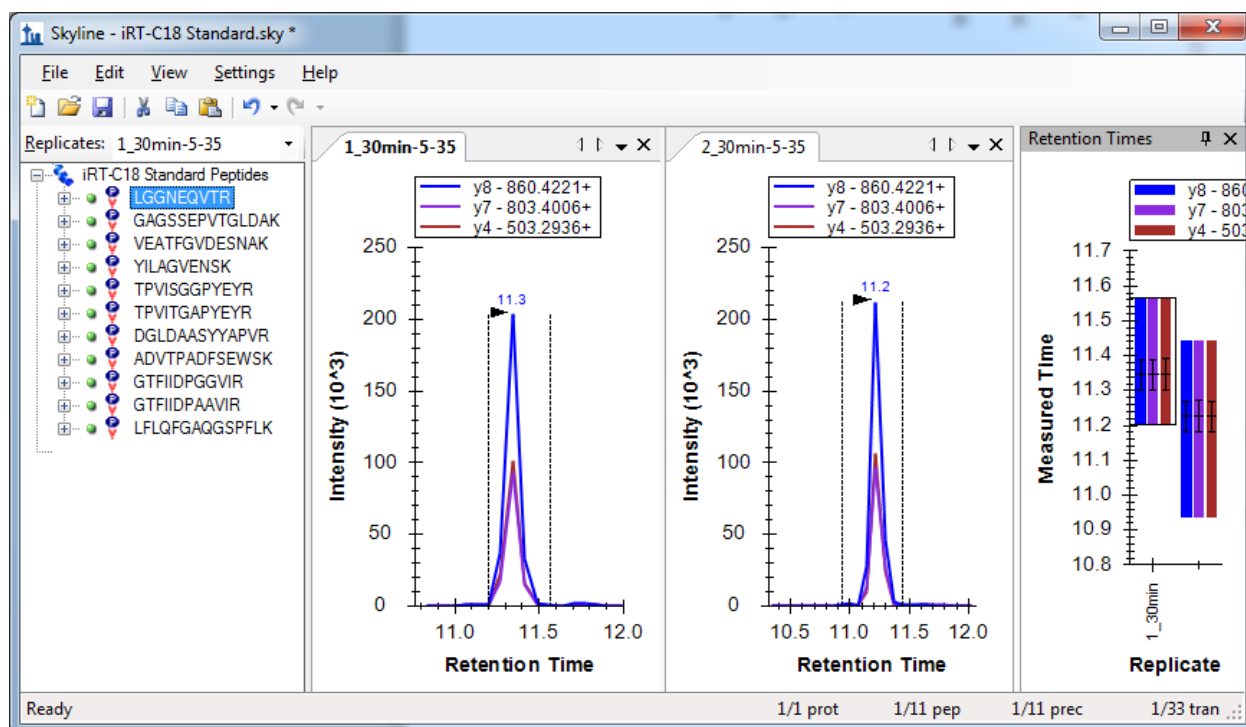 Skyline - iRT-C18 Standard.sky *
File Edit View Settings Help
Replicates: 1_30min-5-35
iRT-C18 Standard Peptides
LGGNEQVTR
GAGSSEPVTGLDAK
VEATFGVDESNAK
YILAGVENSK
TPVISGGPYEYR
TPVITGAPYEYR
DGLDAASYYAPVR
ADVTPADFSEWSK
GTFIIDPGGVIR
GTFIIDPAAVIR
LFLQFGAQGSPFLK
1_30min-5-35
y8 - 860.4221+
y7 - 803.4006+
y4 - 503.2936+
250
200
150
100
50
0
Intensity (10^3)
11.3
11.0 11.5 12.0
Retention Time
2_30min-5-35
y8 - 860.4221+
y7 - 803.4006+
y4 - 503.2936+
250
200
150
100
50
0
Intensity (10^3)
11.2
10.5 11.0 11.5 12.0
Retention Time
Retention Times
y8 - 860
y7 - 803
y4 - 503
11.7
11.6
11.5
11.4
11.3
11.2
11.1
11.0
10.9
10.8
Measured Time
1_30min
Replicate
Ready 1/1 prot 1/11 pep 1/11 prec 1/33 tran